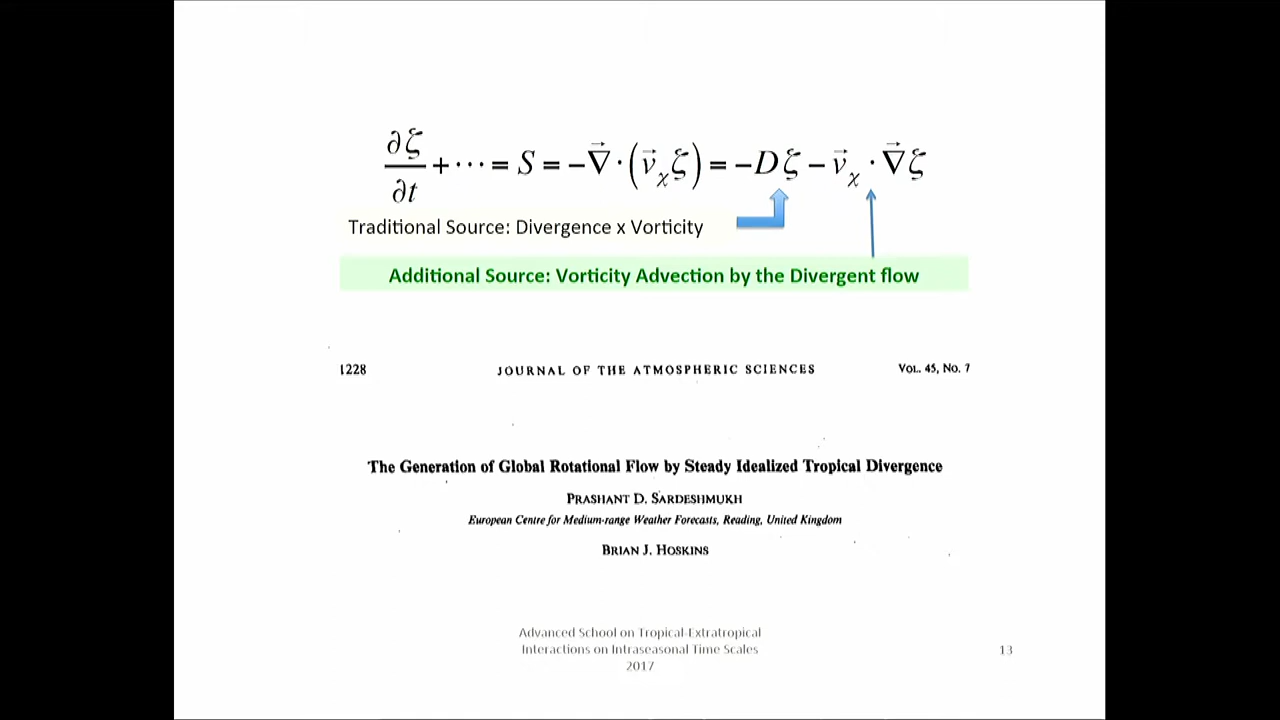 ∂ζ/∂t + ⋯ = S = −∇⃗ · (v⃗_χ ζ) = −Dζ − v⃗_χ · ∇⃗ζ
Traditional Source: Divergence x Vorticity
Additional Source: Vorticity Advection by the Divergent flow
1228 JOURNAL OF THE ATMOSPHERIC SCIENCES VOL. 45, NO. 7
The Generation of Global Rotational Flow by Steady Idealized Tropical Divergence
PRASHANT D. SARDESHMUKH
European Centre for Medium-range Weather Forecasts, Reading, United Kingdom
BRIAN J. HOSKINS
Advanced School on Tropical-Extratropical
Interactions on Intraseasonal Time Scales
2017
13